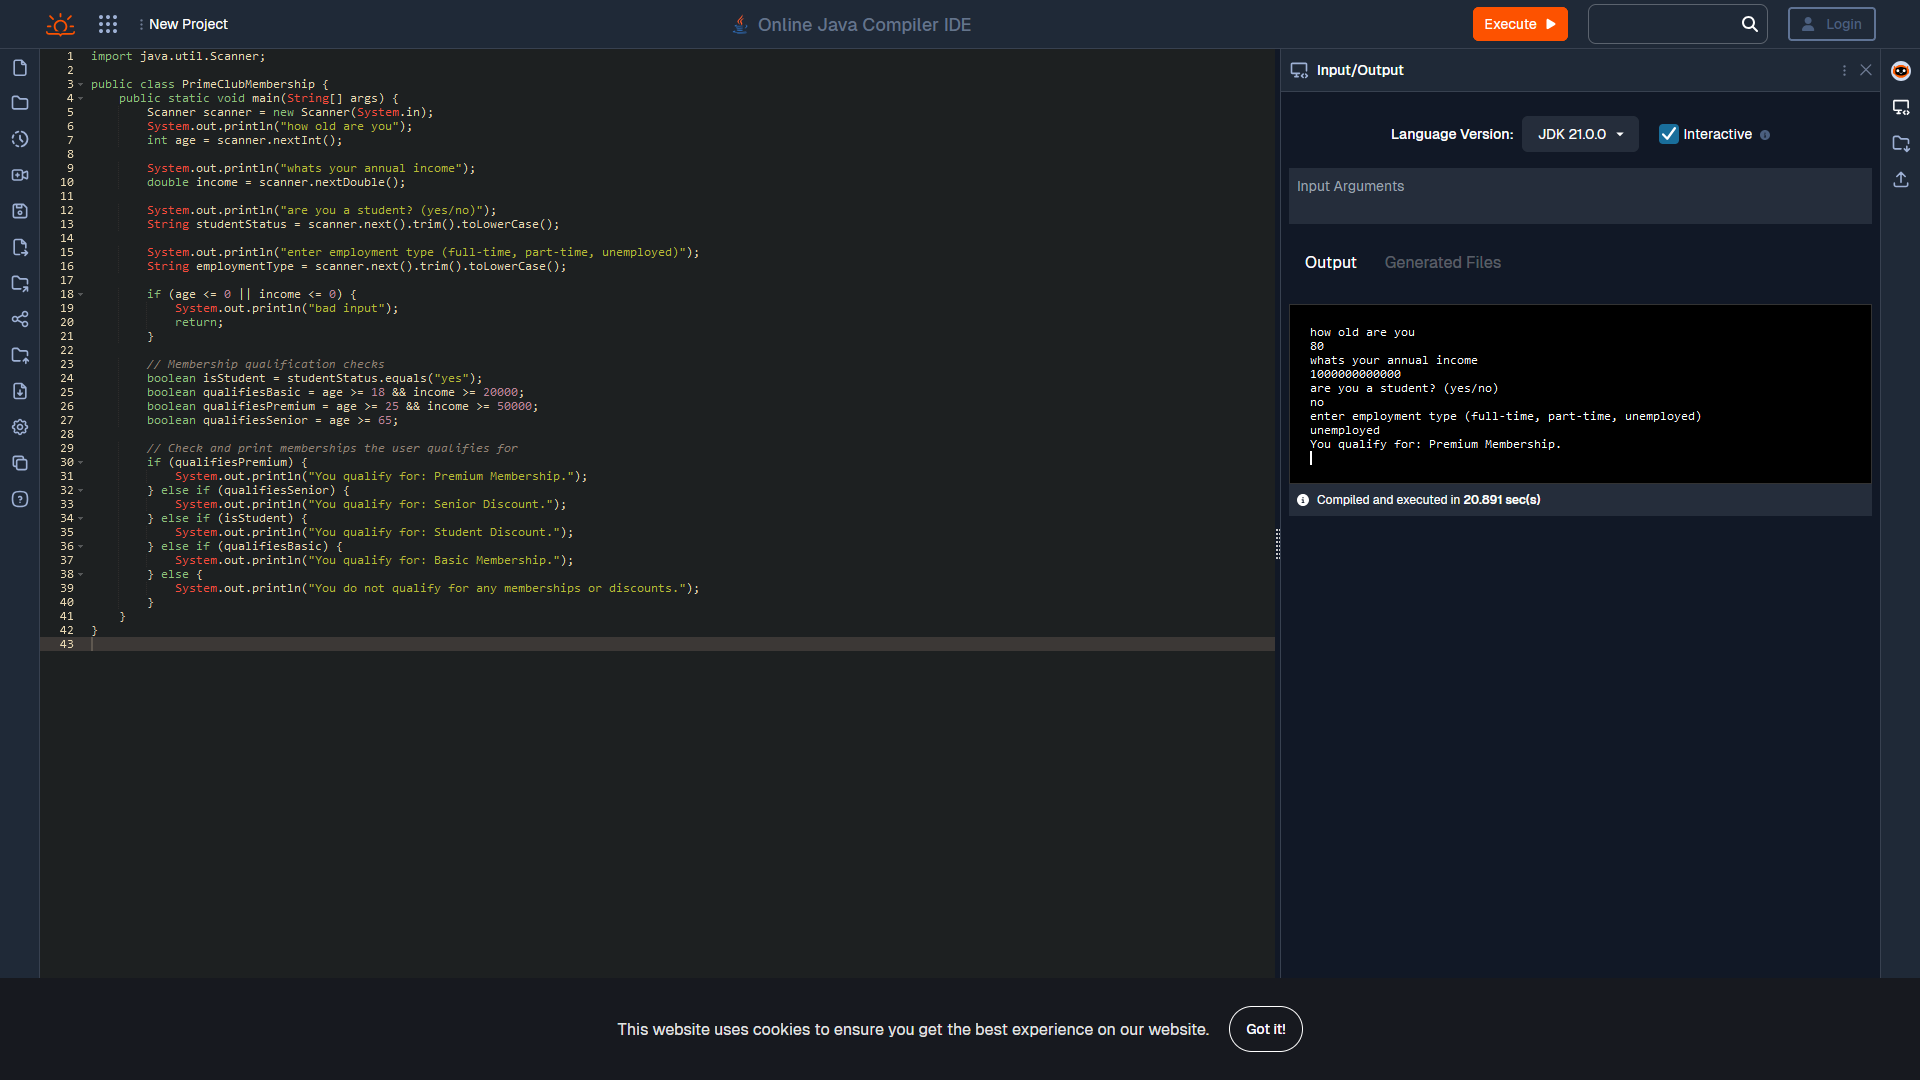 New Project
Online Java Compiler IDE
Execute
Login
1 import java.util.Scanner;
2
3 public class PrimeClubMembership {
4     public static void main(String[] args) {
5         Scanner scanner = new Scanner(System.in);
6         System.out.println("how old are you");
7         int age = scanner.nextInt();
8
9         System.out.println("whats your annual income");
10         double income = scanner.nextDouble();
11
12         System.out.println("are you a student? (yes/no)");
13         String studentStatus = scanner.next().trim().toLowerCase();
14
15         System.out.println("enter employment type (full-time, part-time, unemployed)");
16         String employmentType = scanner.next().trim().toLowerCase();
17
18         if (age <= 0 || income <= 0) {
19             System.out.println("bad input");
20             return;
21         }
22
23         // Membership qualification checks
24         boolean isStudent = studentStatus.equals("yes");
25         boolean qualifiesBasic = age >= 18 && income >= 20000;
26         boolean qualifiesPremium = age >= 25 && income >= 50000;
27         boolean qualifiesSenior = age >= 65;
28
29         // Check and print memberships the user qualifies for
30         if (qualifiesPremium) {
31             System.out.println("You qualify for: Premium Membership.");
32         } else if (qualifiesSenior) {
33             System.out.println("You qualify for: Senior Discount.");
34         } else if (isStudent) {
35             System.out.println("You qualify for: Student Discount.");
36         } else if (qualifiesBasic) {
37             System.out.println("You qualify for: Basic Membership.");
38         } else {
39             System.out.println("You do not qualify for any memberships or discounts.");
40         }
41     }
42 }
43
Input/Output
Language Version: JDK 21.0.0 Interactive
Input Arguments
Output Generated Files
how old are you
80
whats your annual income
1000000000000
are you a student? (yes/no)
no
enter employment type (full-time, part-time, unemployed)
unemployed
You qualify for: Premium Membership.
Compiled and executed in 20.891 sec(s)
This website uses cookies to ensure you get the best experience on our website. Got it!